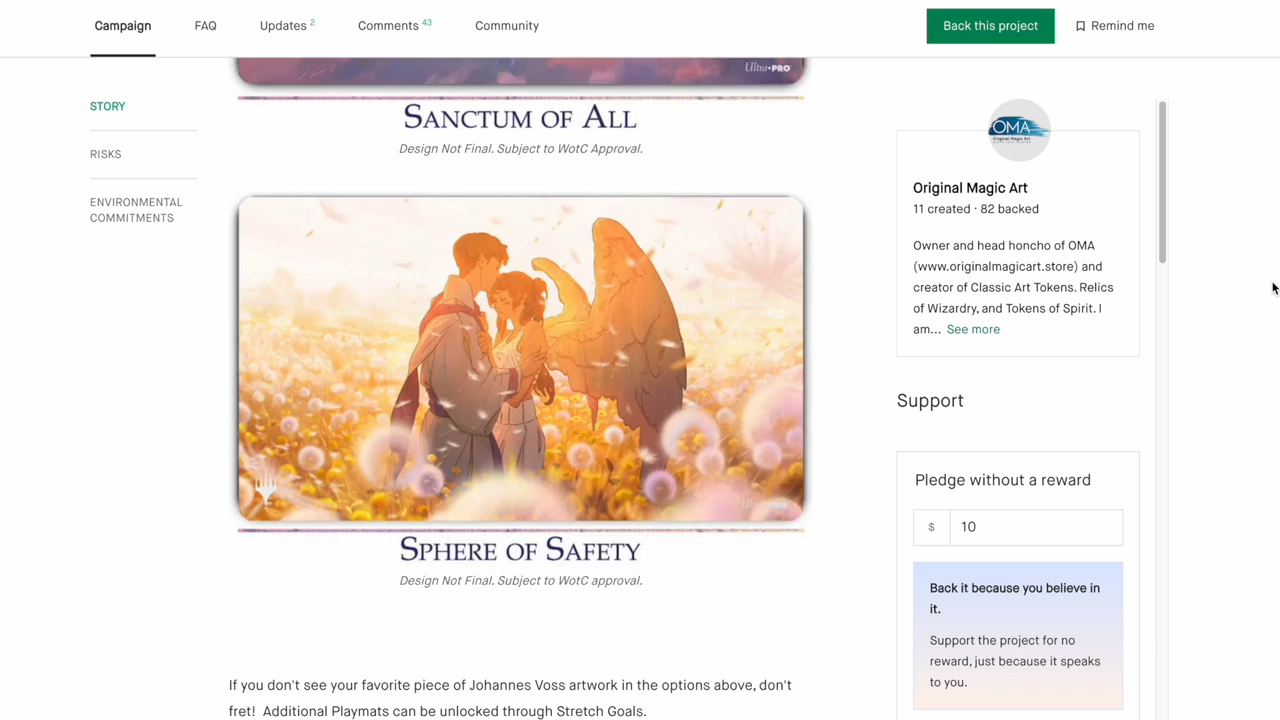 Campaign
FAQ
Updates 2
Comments 43
Community
Back this project
Remind me
STORY
RISKS
ENVIRONMENTAL
COMMITMENTS
Ultra•PRO
SANCTUM OF ALL
Design Not Final. Subject to WotC Approval.
Ultra•PRO
SPHERE OF SAFETY
Design Not Final. Subject to WotC approval.
If you don't see your favorite piece of Johannes Voss artwork in the options above, don't
fret! Additional Playmats can be unlocked through Stretch Goals.
OMA
Original Magic Art
Original Magic Art
11 created · 82 backed
Owner and head honcho of OMA
(www.originalmagicart.store) and
creator of Classic Art Tokens. Relics
of Wizardry, and Tokens of Spirit. I
am... See more
Support
Pledge without a reward
$ 10
Back it because you believe in
it.
Support the project for no
reward, just because it speaks
to you.